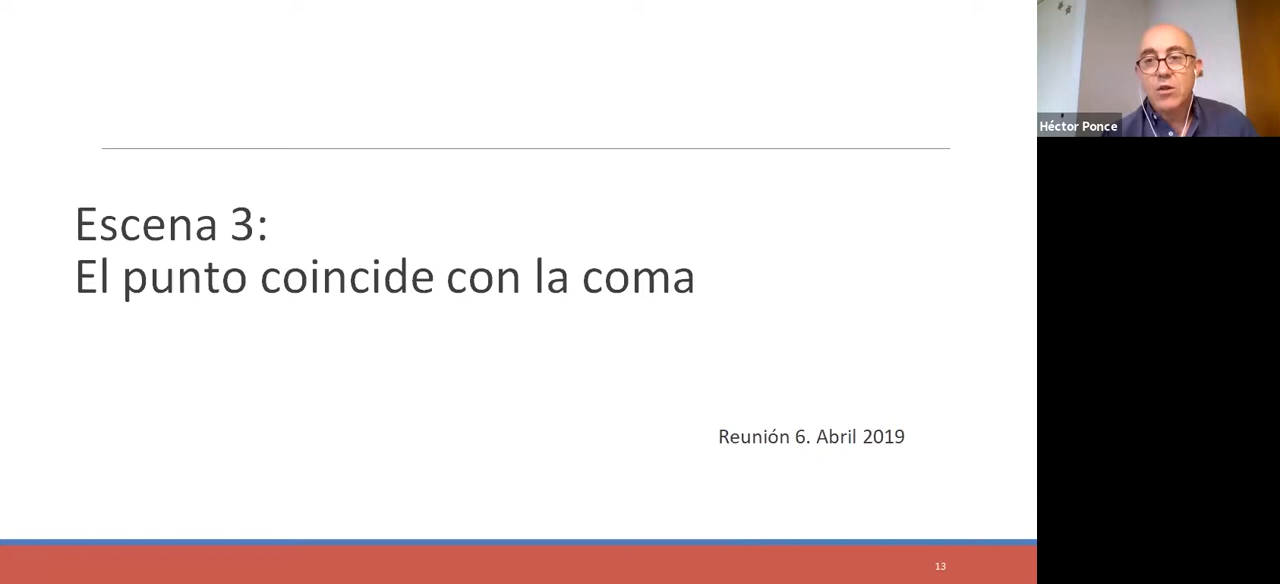 Escena 3:
El punto coincide con la coma
Reunión 6. Abril 2019
13
Héctor Ponce